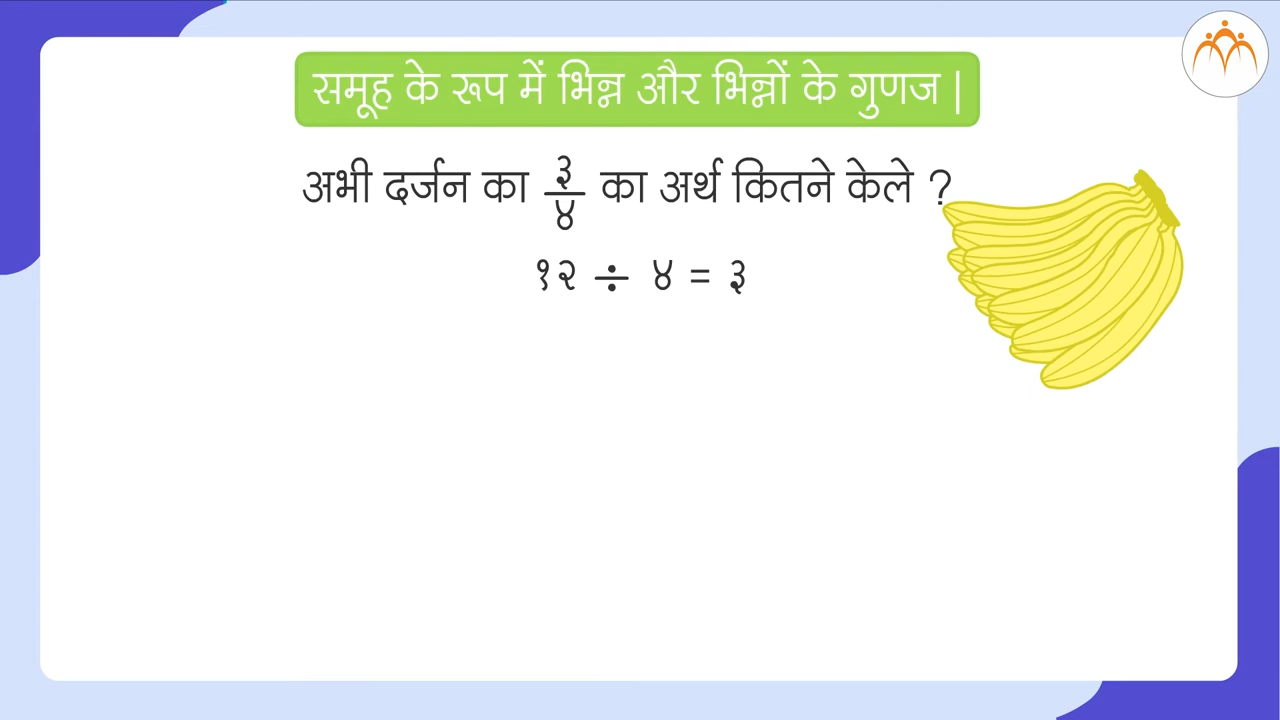 समूह के रूप में भिन्न और भिन्नों के गुणज |
अभी दर्जन का ३/४ का अर्थ कितने केले ?
१२ ÷ ४ = ३